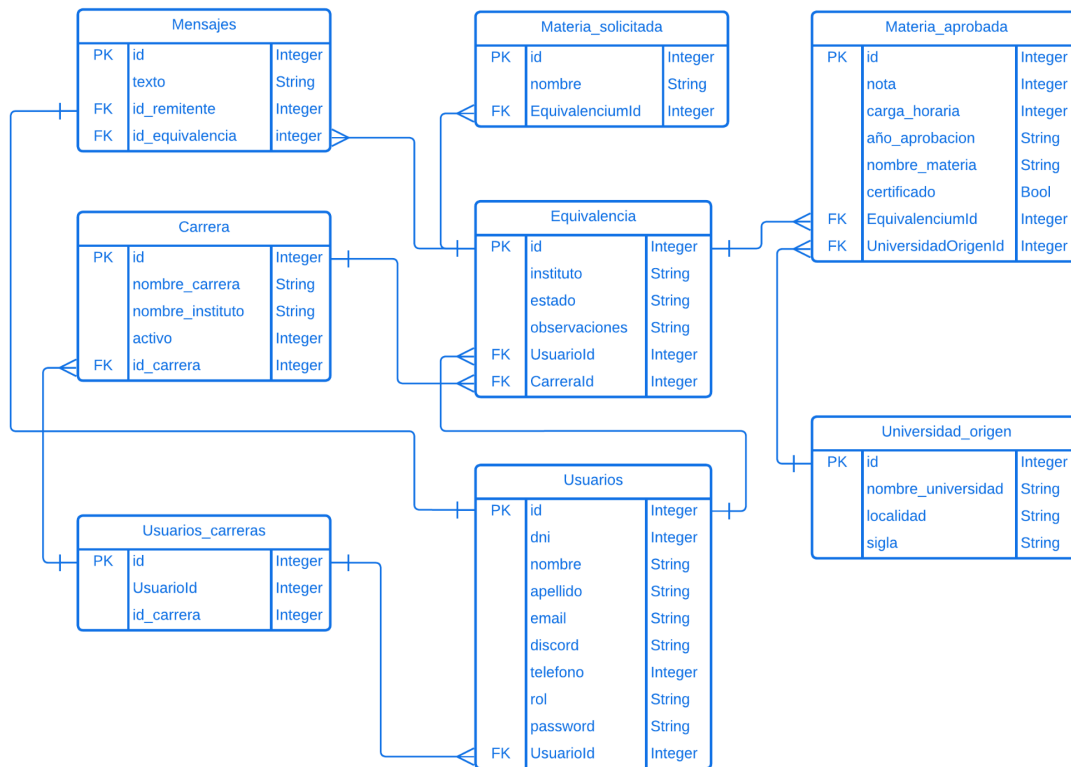 Mensajes
PK id Integer
texto String
FK id_remitente Integer
FK id_equivalencia integer
Materia_solicitada
PK id Integer
nombre String
FK EquivalenciumId Integer
Materia_aprobada
PK id Integer
nota Integer
carga_horaria Integer
año_aprobacion String
nombre_materia String
certificado Bool
FK EquivalenciumId Integer
FK UniversidadOrigenId Integer
Carrera
PK id Integer
nombre_carrera String
nombre_instituto String
activo Integer
FK id_carrera Integer
Equivalencia
PK id Integer
instituto String
estado String
observaciones String
FK UsuarioId Integer
FK CarreraId Integer
Universidad_origen
PK id Integer
nombre_universidad String
localidad String
sigla String
Usuarios_carreras
PK id Integer
UsuarioId Integer
id_carrera Integer
Usuarios
PK id Integer
dni Integer
nombre String
apellido String
email String
discord String
telefono Integer
rol String
password String
FK UsuarioId Integer